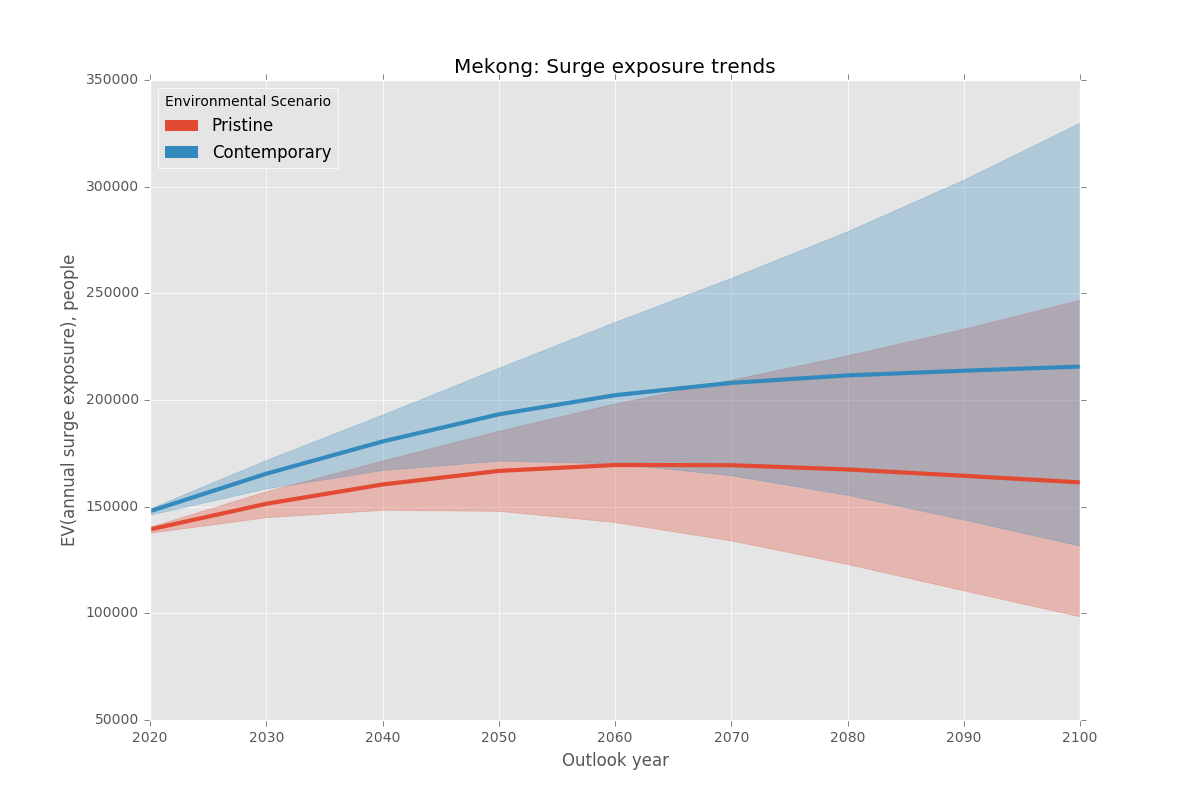 Mekong: Surge exposure trends
Environmental Scenario
Pristine
Contemporary
EV(annual surge exposure), people
350000
300000
250000
200000
150000
100000
50000
2020 2030 2040 2050 2060 2070 2080 2090 2100
Outlook year